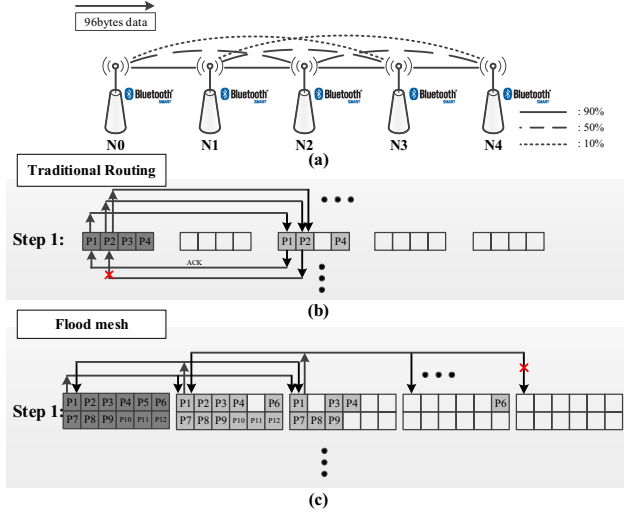 96bytes data
Bluetooth® SMART Bluetooth® SMART Bluetooth® SMART Bluetooth® SMART Bluetooth® SMART
N0 N1 N2 N3 N4
: 90%
: 50%
: 10%
(a)
Traditional Routing
Step 1: P1 P2 P3 P4 P1 P2 P4
ACK
(b)
Flood mesh
Step 1: P1 P2 P3 P4 P5 P6 P1 P2 P3 P4 P6 P1 P3 P4 P6
P7 P8 P9 P10 P11 P12 P7 P8 P9 P10 P11 P12 P7 P8 P9
(c)